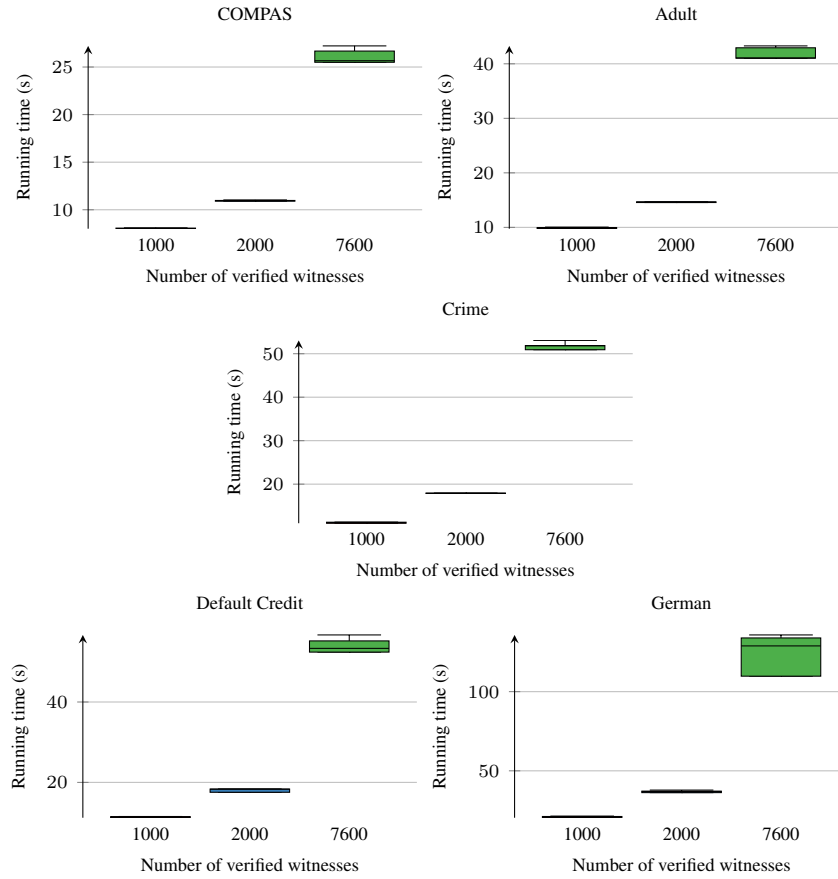 COMPAS
Running time (s)
25
20
15
10
1000 2000 7600
Number of verified witnesses
Adult
Running time (s)
40
30
20
10
1000 2000 7600
Number of verified witnesses
Crime
Running time (s)
50
40
30
20
1000 2000 7600
Number of verified witnesses
Default Credit
Running time (s)
40
20
1000 2000 7600
Number of verified witnesses
German
Running time (s)
100
50
1000 2000 7600
Number of verified witnesses